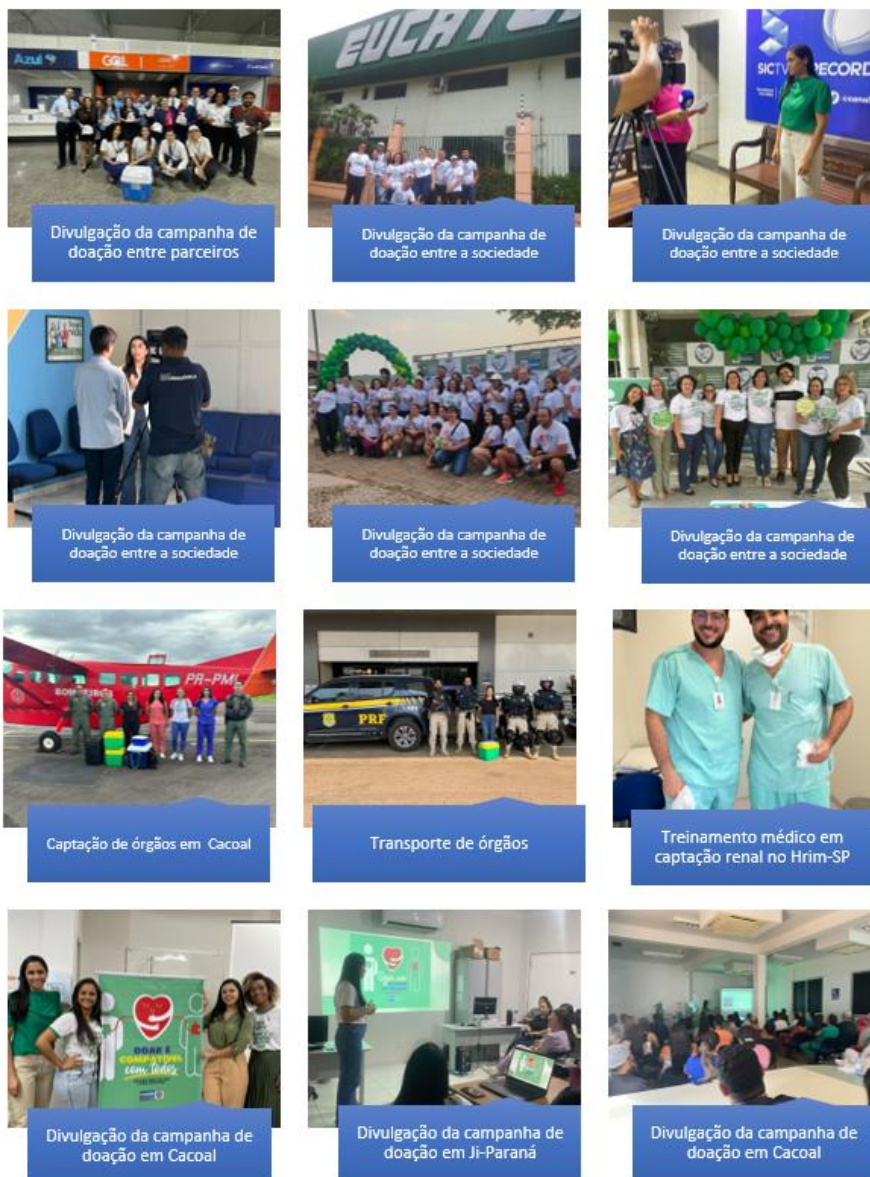 Azul
GOL
EUCATUR
SICTV
RECORD
Divulgação da campanha de
doação entre parceiros
Divulgação da campanha de
doação entre a sociedade
Divulgação da campanha de
doação entre a sociedade
Divulgação da campanha de
doação entre a sociedade
Divulgação da campanha de
doação entre a sociedade
Divulgação da campanha de
doação entre a sociedade
BOMBEIROS
PR-PML
PRF
Captação de órgãos em Cacoal
Transporte de órgãos
Treinamento médico em
captação renal no Hrim-SP
DOAR É
COMPATÍVEL
com todos
Divulgação da campanha de
doação em Cacoal
Divulgação da campanha de
doação em Ji-Paraná
Divulgação da campanha de
doação em Cacoal